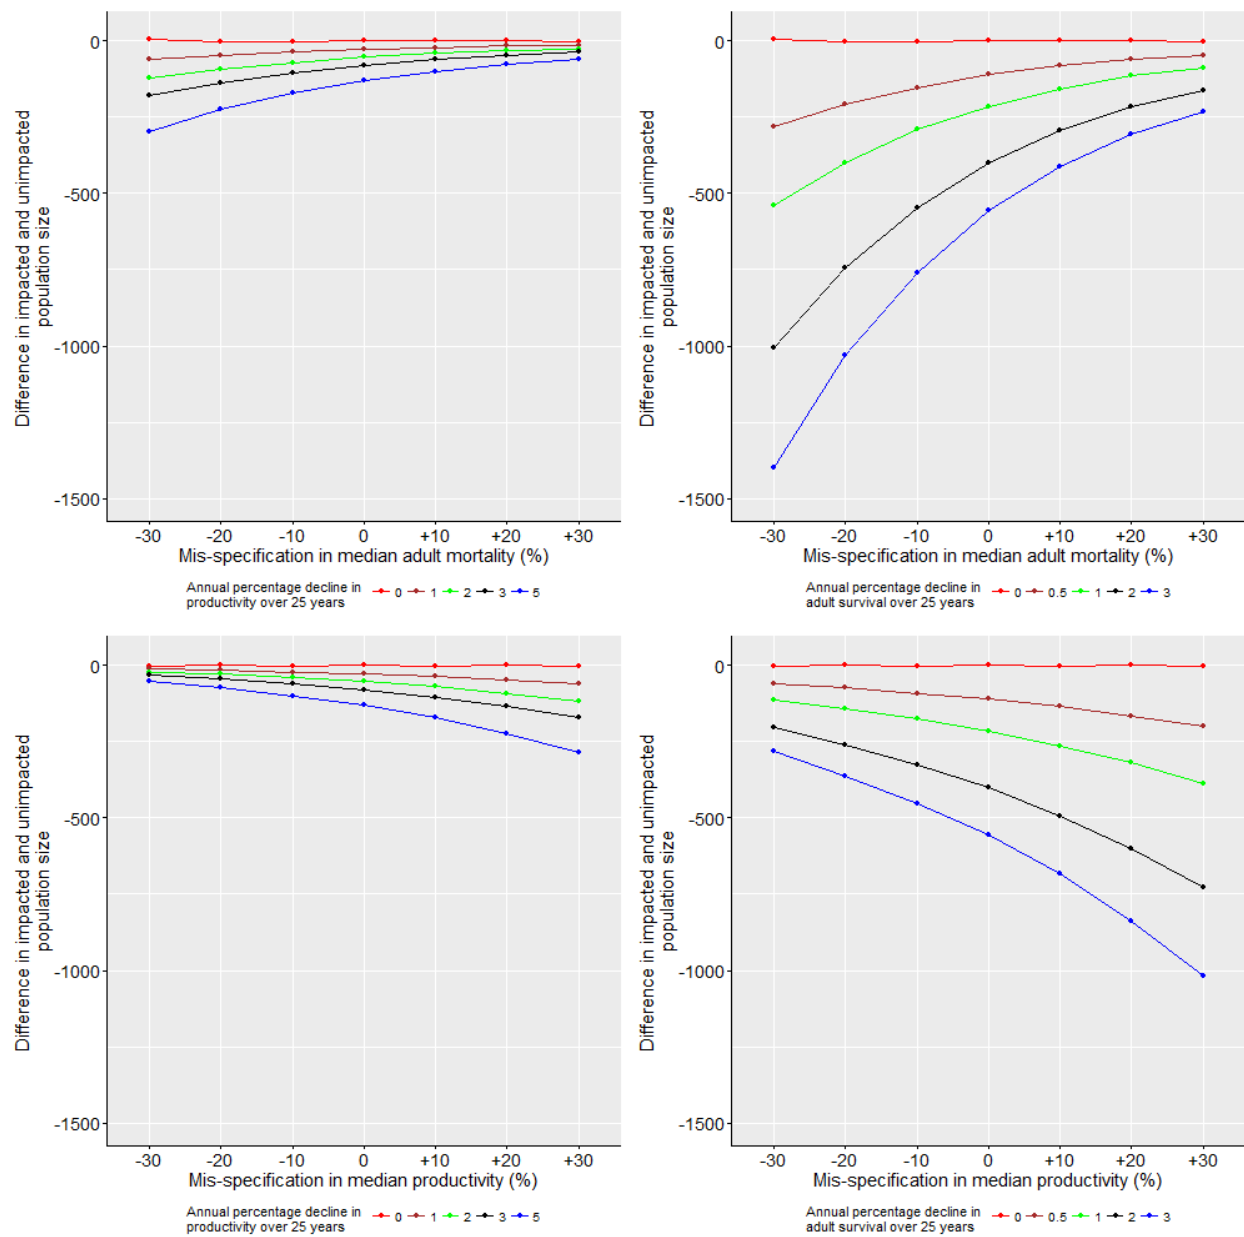 Difference in impacted and unimpacted
population size
0
-500
-1000
-1500
-30 -20 -10 0 +10 +20 +30
Mis-specification in median adult mortality (%)
Annual percentage decline in
productivity over 25 years
0 1 2 3 5
Difference in impacted and unimpacted
population size
0
-500
-1000
-1500
-30 -20 -10 0 +10 +20 +30
Mis-specification in median adult mortality (%)
Annual percentage decline in
adult survival over 25 years
0 0.5 1 2 3
Difference in impacted and unimpacted
population size
0
-500
-1000
-1500
-30 -20 -10 0 +10 +20 +30
Mis-specification in median productivity (%)
Annual percentage decline in
productivity over 25 years
0 1 2 3 5
Difference in impacted and unimpacted
population size
0
-500
-1000
-1500
-30 -20 -10 0 +10 +20 +30
Mis-specification in median productivity (%)
Annual percentage decline in
adult survival over 25 years
0 0.5 1 2 3